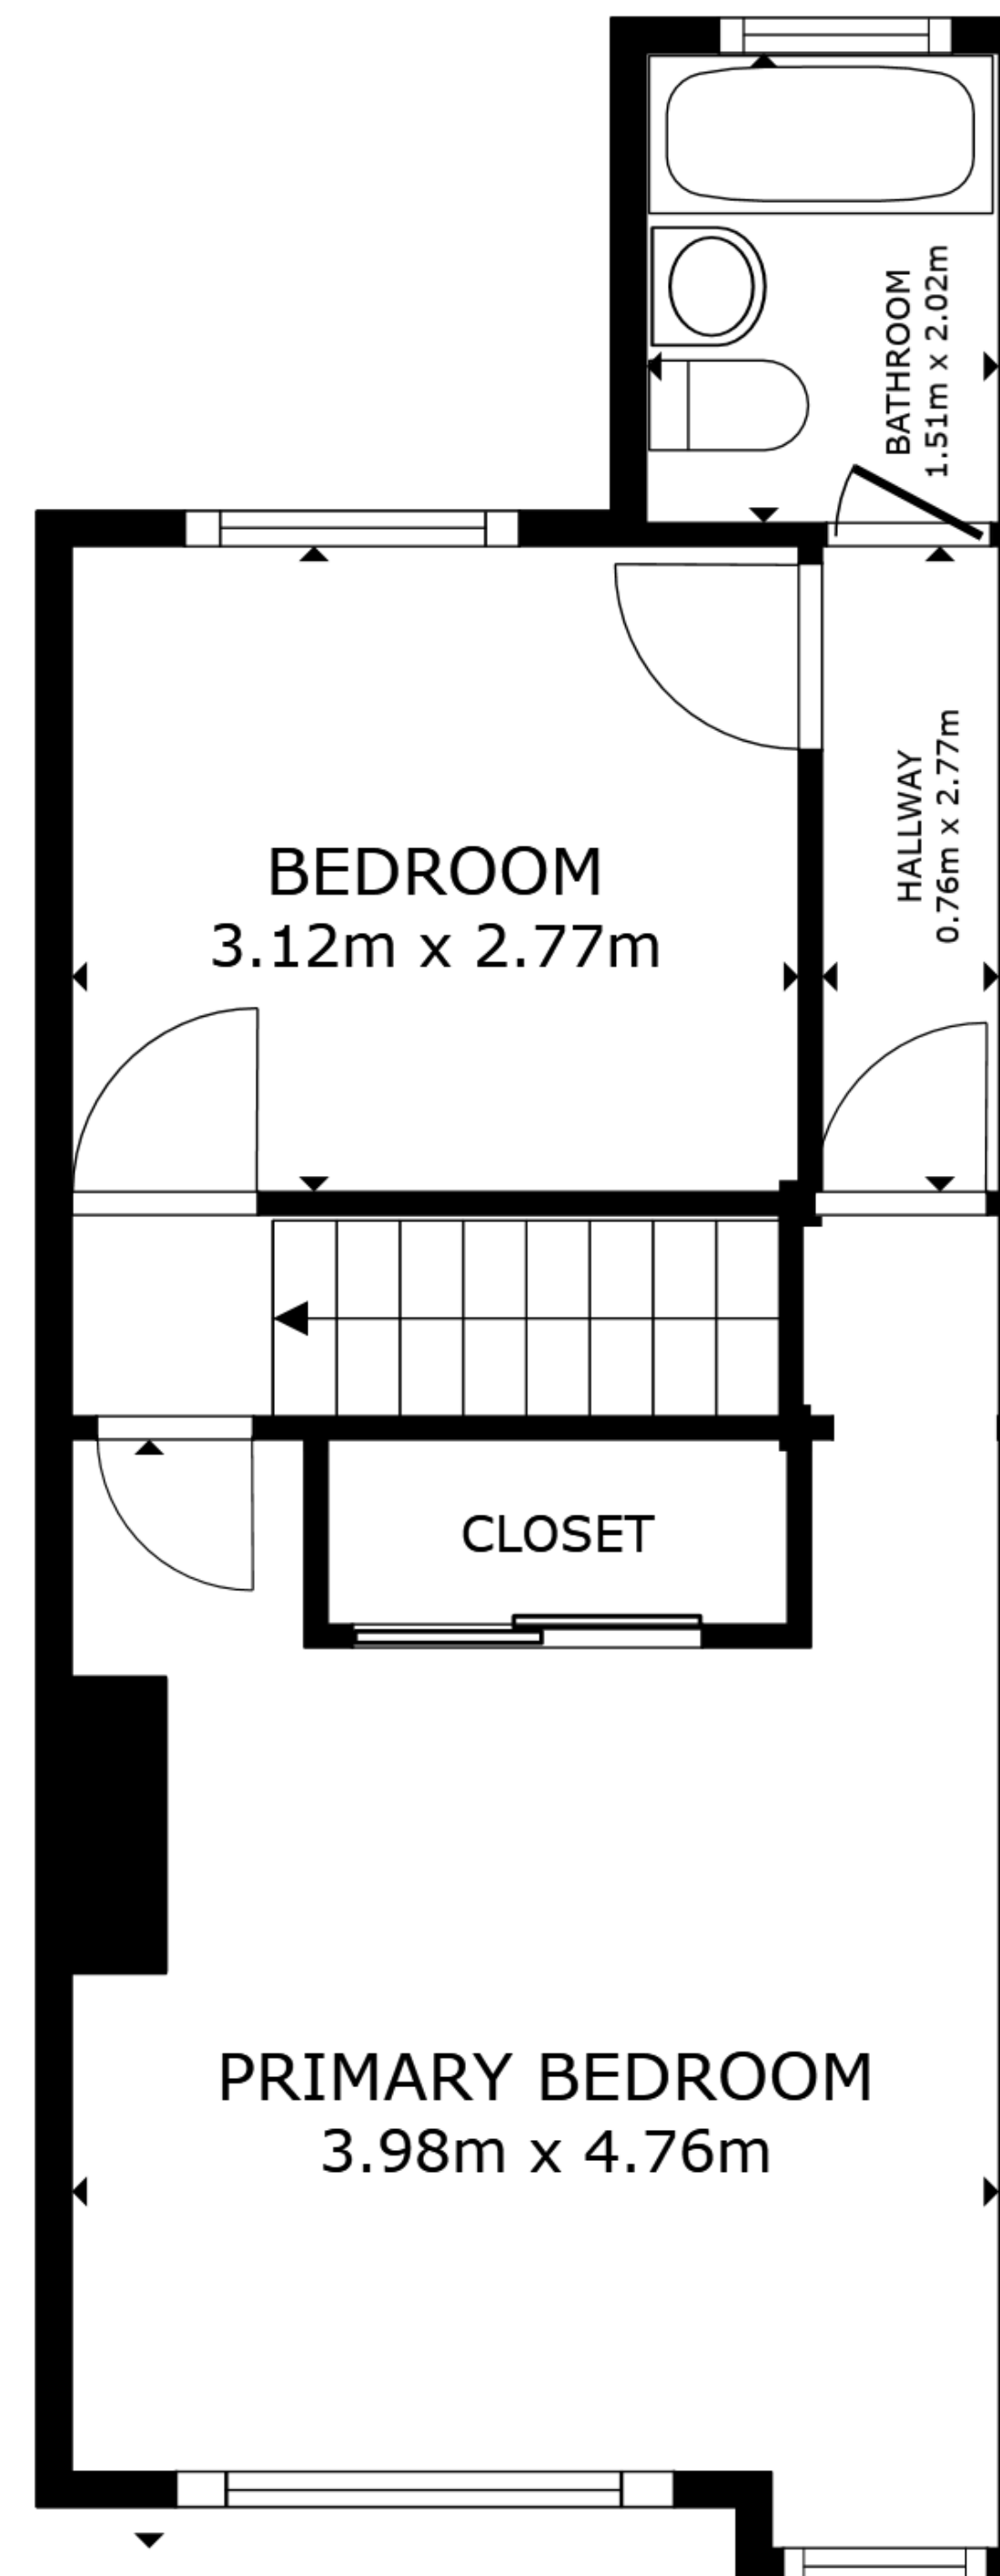 BATHROOM
1.51m x 2.02m
HALLWAY
0.76m x 2.77m
BEDROOM
3.12m x 2.77m
CLOSET
PRIMARY BEDROOM
3.98m x 4.76m